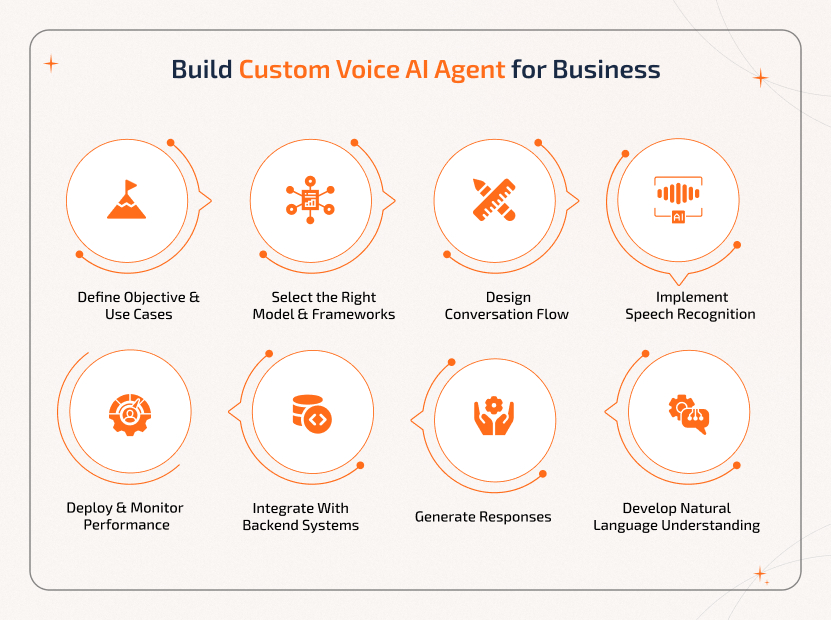 Build Custom Voice AI Agent for Business
Define Objective &
Use Cases
Select the Right
Model & Frameworks
Design
Conversation Flow
AI
Implement
Speech Recognition
Deploy & Monitor
Performance
Integrate With
Backend Systems
Generate Responses
Develop Natural
Language Understanding